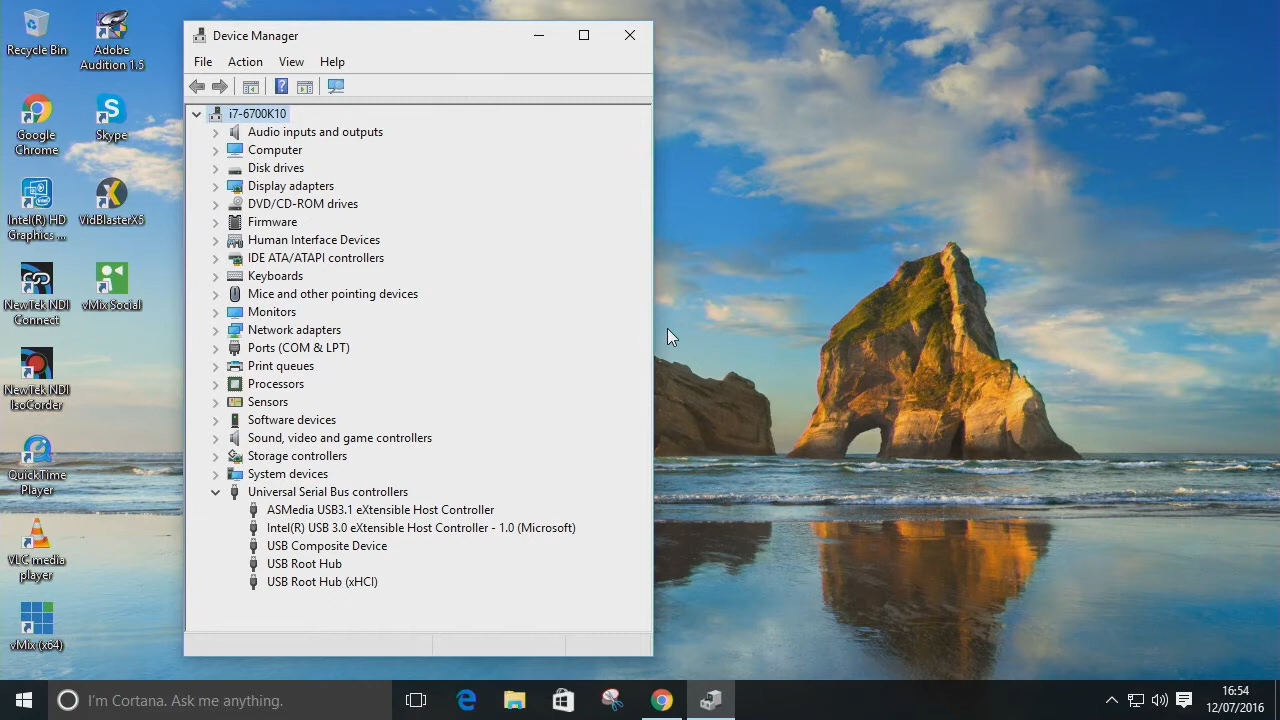 Recycle Bin
Adobe
Audition 1.5
Google
Chrome
Skype
Intel(R) HD
Graphics ...
VidBlasterX5
NewTek NDI
Connect
vMix Social
NewTek NDI
IsoCorder
QuickTime
Player
VLC media
player
vMix (x64)
Device Manager
File Action View Help
i7-6700K10
Audio inputs and outputs
Computer
Disk drives
Display adapters
DVD/CD-ROM drives
Firmware
Human Interface Devices
IDE ATA/ATAPI controllers
Keyboards
Mice and other pointing devices
Monitors
Network adapters
Ports (COM & LPT)
Print queues
Processors
Sensors
Software devices
Sound, video and game controllers
Storage controllers
System devices
Universal Serial Bus controllers
ASMedia USB3.1 eXtensible Host Controller
Intel(R) USB 3.0 eXtensible Host Controller - 1.0 (Microsoft)
USB Composite Device
USB Root Hub
USB Root Hub (xHCI)
I'm Cortana. Ask me anything.
16:54
12/07/2016